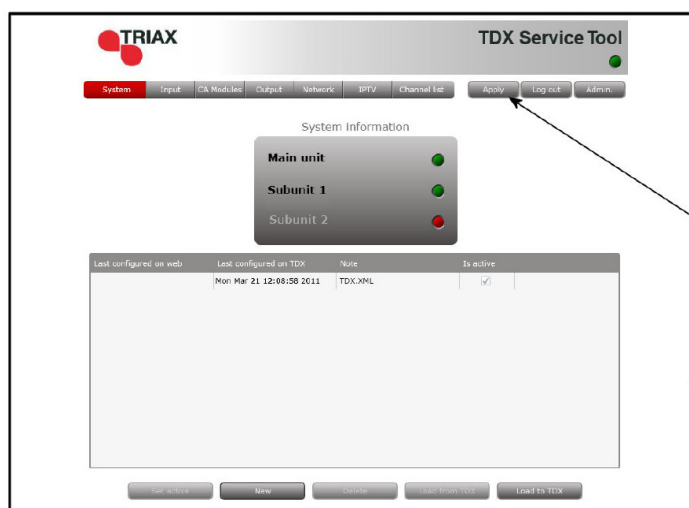 TRIAX
TDX Service Tool
System Input CA Modules Output Network IPTV Channel list Apply Log out Admin.
System Information
Main unit
Subunit 1
Subunit 2
Last configured on web Last configured on TDX Note Is active
Mon Mar 21 12:08:58 2011 TDX.XML
Set active New Delete Load from TDX Load to TDX